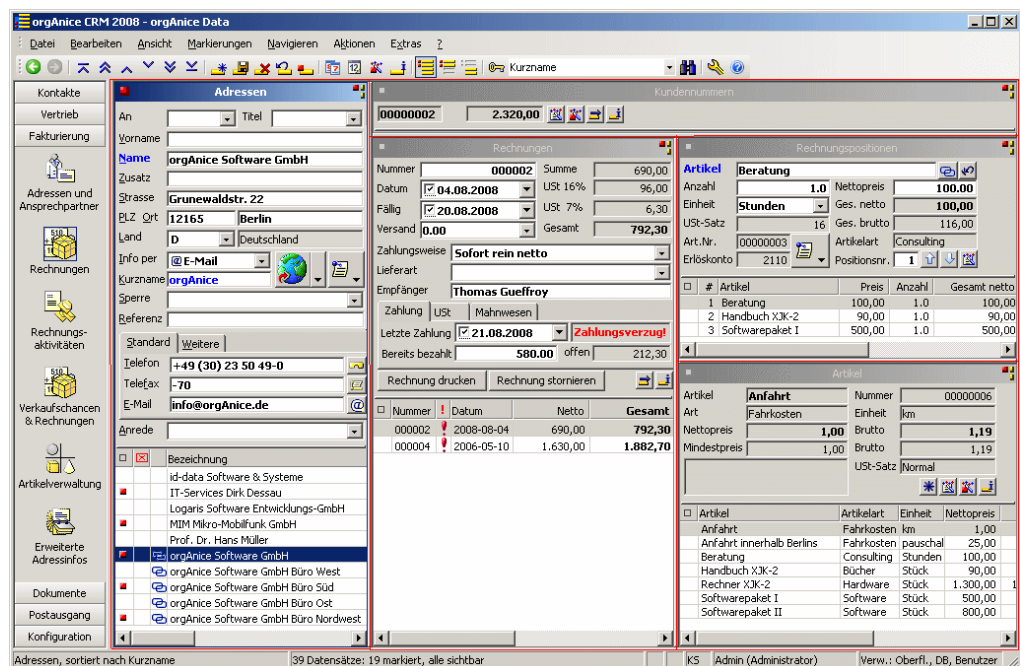 orgAnice CRM 2008 - orgAnice Data
Datei Bearbeiten Ansicht Markierungen Navigieren Aktionen Extras ?
Kurzname
Kontakte
Vertrieb
Fakturierung
Adressen und
Ansprechpartner
Rechnungen
Rechnungs-
aktivitäten
Verkaufschancen
& Rechnungen
Artikelverwaltung
Erweiterte
Adressinfos
Dokumente
Postausgang
Konfiguration
Adressen
An Titel
Vorname
Name orgAnice Software GmbH
Zusatz
Strasse Grunewaldstr. 22
PLZ Ort 12165 Berlin
Land D Deutschland
Info per @ E-Mail
Kurzname orgAnice
Sperre
Referenz
Standard Weitere
Telefon +49 (30) 23 50 49-0
Telefax -70
E-Mail info@orgAnice.de @
Anrede
Bezeichnung
id-data Software & Systeme
IT-Services Dirk Dessau
Logaris Software Entwicklungs-GmbH
MIM Mikro-Mobilfunk GmbH
Prof. Dr. Hans Müller
orgAnice Software GmbH
orgAnice Software GmbH Büro West
orgAnice Software GmbH Büro Süd
orgAnice Software GmbH Büro Ost
orgAnice Software GmbH Büro Nordwest
Kundennummern
00000002 2.320,00
Rechnungen
Nummer 000002 Summe 690,00
Datum 04.08.2008 USt 16% 96,00
Fällig 20.08.2008 USt 7% 6,30
Versand 0.00 Gesamt 792,30
Zahlungsweise Sofort rein netto
Lieferart
Empfänger Thomas Gueffroy
Zahlung USt Mahnwesen
Letzte Zahlung 21.08.2008 Zahlungsverzug!
Bereits bezahlt 580.00 offen 212,30
Rechnung drucken Rechnung stornieren
Nummer ! Datum Netto Gesamt
000002 ! 2008-08-04 690,00 792,30
000004 ! 2006-05-10 1.630,00 1.882,70
Rechnungspositionen
Artikel Beratung
Anzahl 1.0 Nettopreis 100.00
Einheit Stunden Ges. netto 100,00
USt-Satz 16 Ges. brutto 116,00
Art.Nr. 00000003 Artikelart Consulting
Erlöskonto 2110 Positionsnr. 1
# Artikel Preis Anzahl Gesamt netto
1 Beratung 100,00 1.0 100,00
2 Handbuch XJK-2 90,00 1.0 90,00
3 Softwarepaket I 500,00 1.0 500,00
Artikel
Artikel Anfahrt Nummer 00000006
Art Fahrkosten Einheit km
Nettopreis 1,00 Brutto 1,19
Mindestpreis 1,00 Brutto 1,19
USt-Satz Normal
Artikel Artikelart Einheit Nettopreis
Anfahrt Fahrkosten km 1,00
Anfahrt innerhalb Berlins Fahrkosten pauschal 25,00
Beratung Consulting Stunden 100,00
Handbuch XJK-2 Bücher Stück 90,00
Rechner XJK-2 Hardware Stück 1.300,00 1
Softwarepaket I Software Stück 500,00
Softwarepaket II Software Stück 800,00
Adressen, sortiert nach Kurzname 39 Datensätze: 19 markiert, alle sichtbar KS Admin (Administrator) Verw.: Oberfl., DB, Benutzer